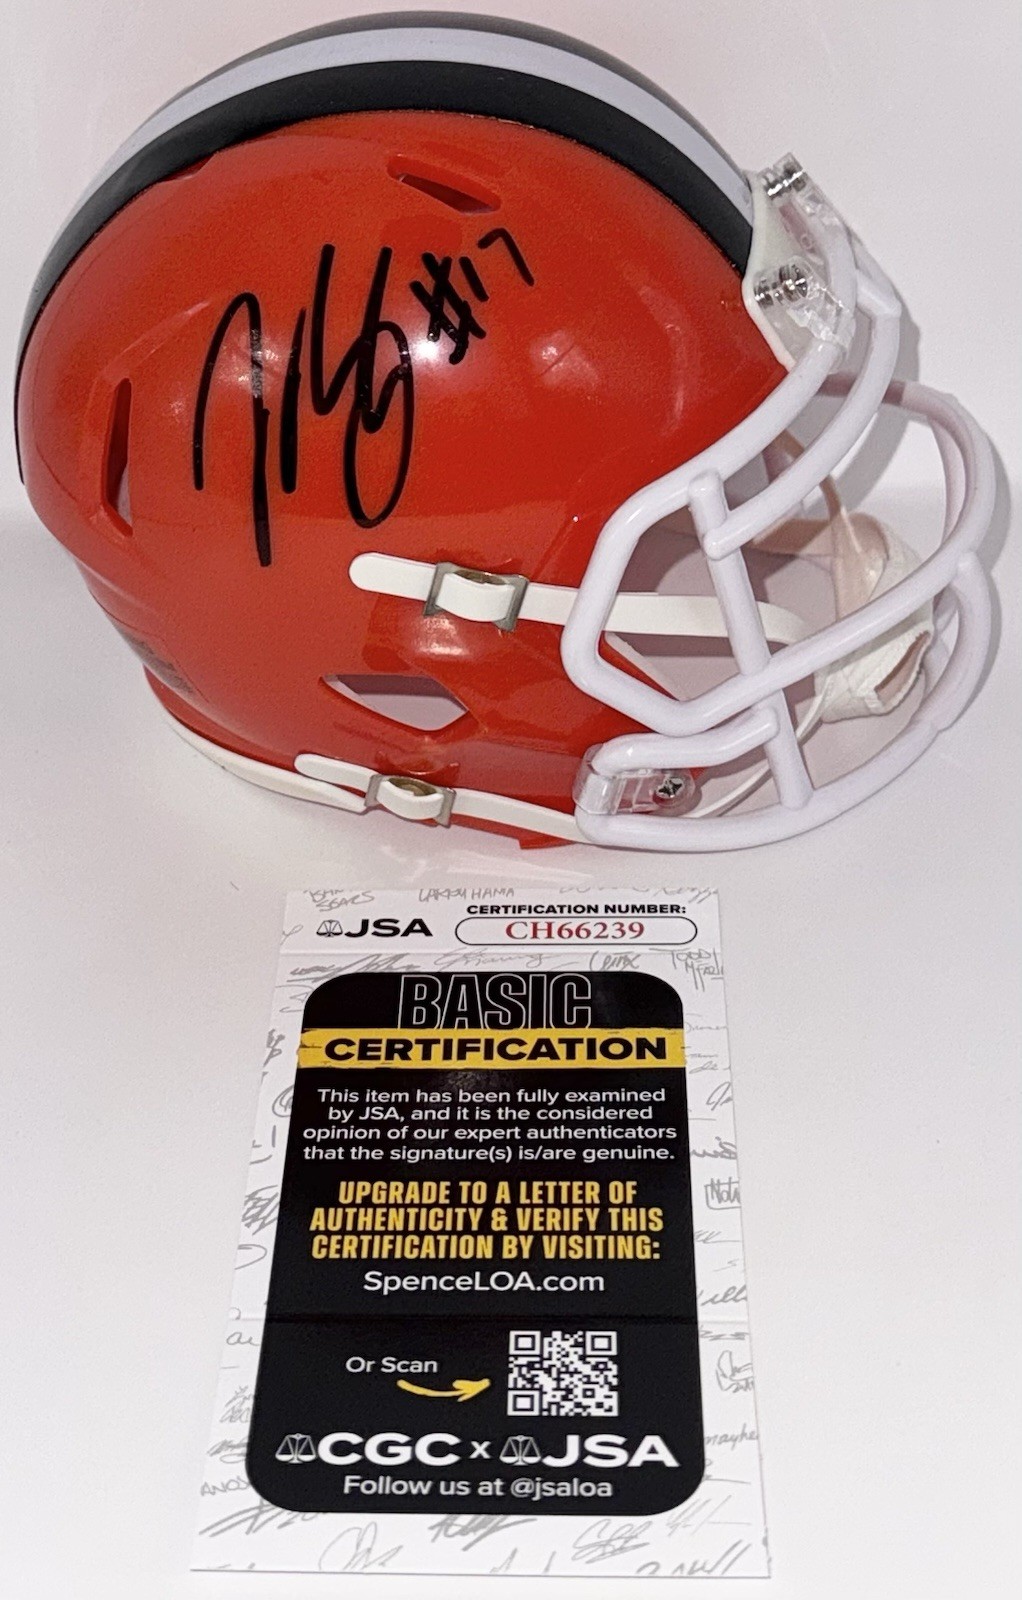 #17
LARRY HAMA
JSA
CERTIFICATION NUMBER:
CH66239
BASIC
CERTIFICATION
This item has been fully examined
by JSA, and it is the considered
opinion of our expert authenticators
that the signature(s) is/are genuine.
UPGRADE TO A LETTER OF
AUTHENTICITY & VERIFY THIS
CERTIFICATION BY VISITING:
SpenceLOA.com
Or Scan
CGC x JSA
Follow us at @jsaloa